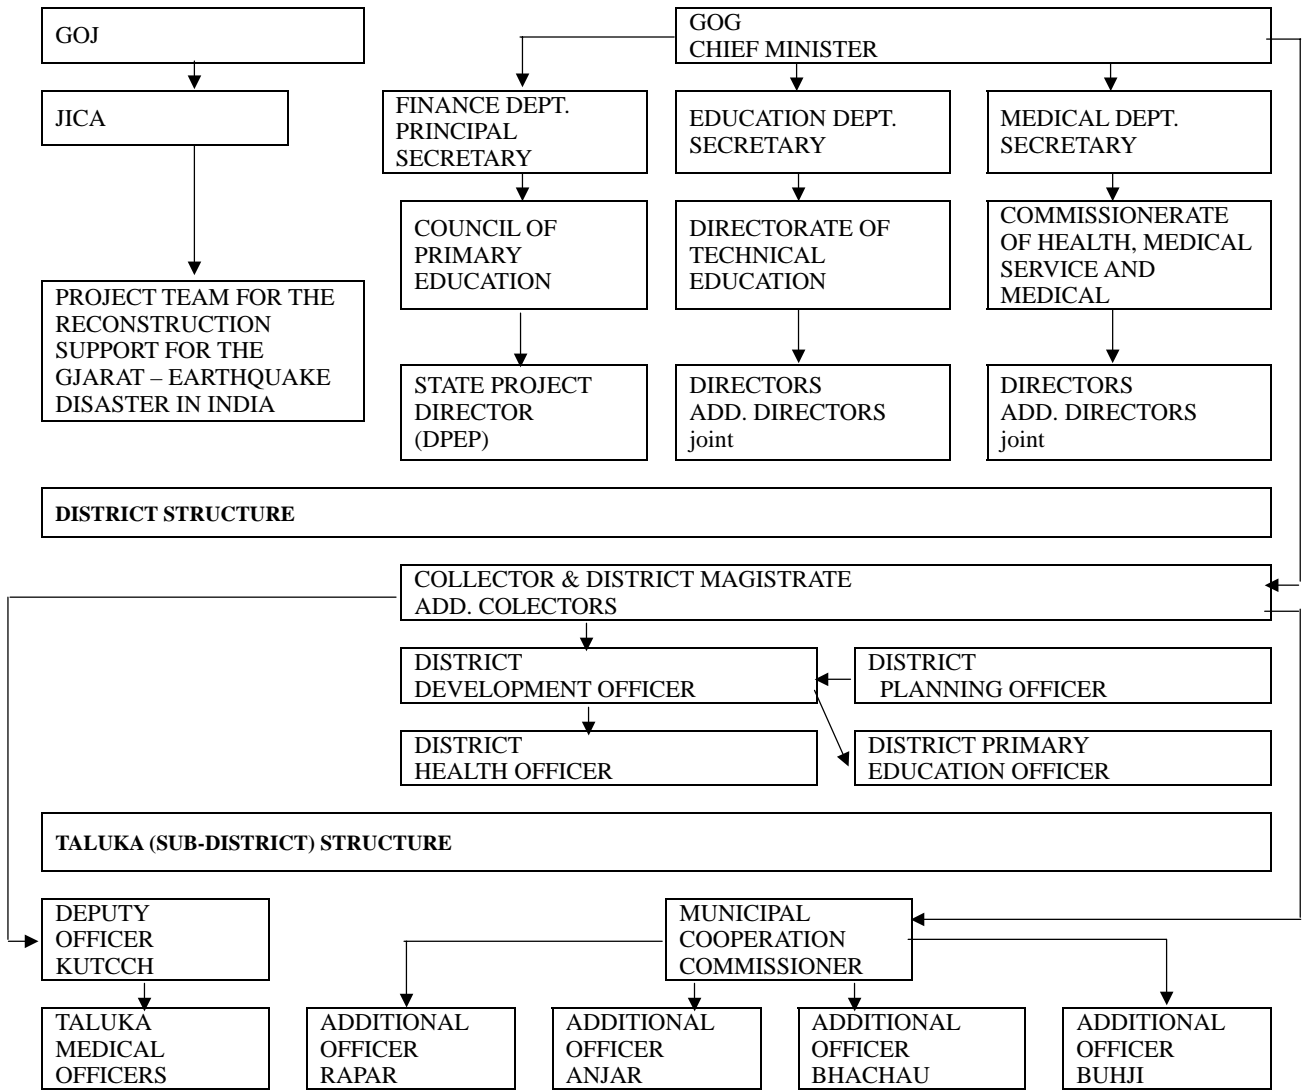 GOJ
GOG
CHIEF MINISTER
JICA
FINANCE DEPT.
PRINCIPAL
SECRETARY
EDUCATION DEPT.
SECRETARY
MEDICAL DEPT.
SECRETARY
COUNCIL OF
PRIMARY
EDUCATION
DIRECTORATE OF
TECHNICAL
EDUCATION
COMMISSIONERATE
OF HEALTH, MEDICAL
SERVICE AND
MEDICAL
PROJECT TEAM FOR THE
RECONSTRUCTION
SUPPORT FOR THE
GJARAT – EARTHQUAKE
DISASTER IN INDIA
STATE PROJECT
DIRECTOR
(DPEP)
DIRECTORS
ADD. DIRECTORS
joint
DIRECTORS
ADD. DIRECTORS
joint
DISTRICT STRUCTURE
COLLECTOR & DISTRICT MAGISTRATE
ADD. COLECTORS
DISTRICT
DEVELOPMENT OFFICER
DISTRICT
PLANNING OFFICER
DISTRICT
HEALTH OFFICER
DISTRICT PRIMARY
EDUCATION OFFICER
TALUKA (SUB-DISTRICT) STRUCTURE
DEPUTY
OFFICER
KUTCCH
MUNICIPAL
COOPERATION
COMMISSIONER
TALUKA
MEDICAL
OFFICERS
ADDITIONAL
OFFICER
RAPAR
ADDITIONAL
OFFICER
ANJAR
ADDITIONAL
OFFICER
BHACHAU
ADDITIONAL
OFFICER
BUHJI